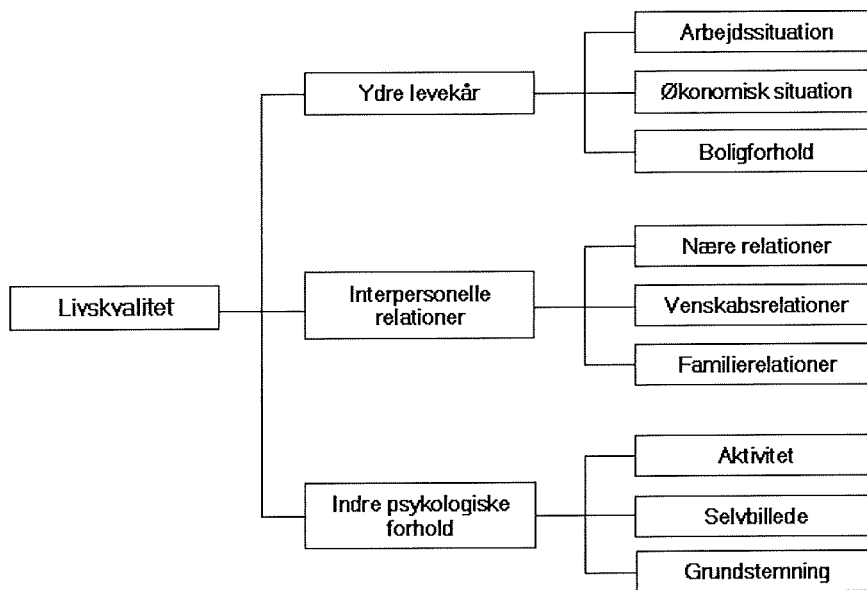 Livskvalitet
Ydre levekår
Arbejdssituation
Økonomisk situation
Boligforhold
Interpersonelle
relationer
Nære relationer
Venskabsrelationer
Familierelationer
Indre psykologiske
forhold
Aktivitet
Selvbillede
Grundstemning